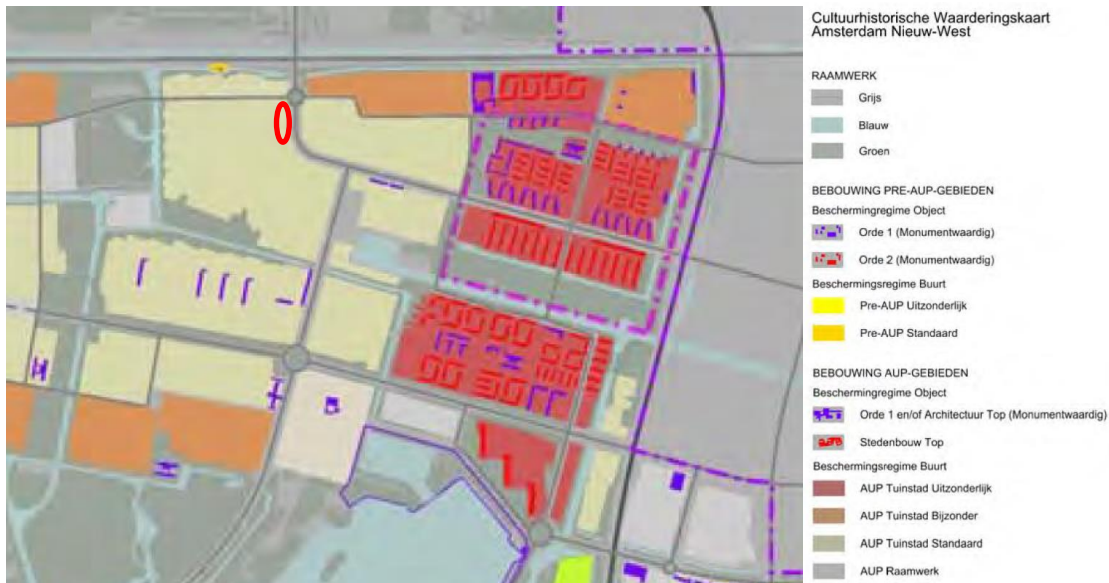 Cultuurhistorische Waarderingskaart
Amsterdam Nieuw-West
RAAMWERK
Grijs
Blauw
Groen
BEBOUWING PRE-AUP-GEBIEDEN
Beschermingregime Object
Orde 1 (Monumentwaardig)
Orde 2 (Monumentwaardig)
Beschermingsregime Buurt
Pre-AUP Uitzonderlijk
Pre-AUP Standaard
BEBOUWING AUP-GEBIEDEN
Beschermingregime Object
Orde 1 en/of Architectuur Top (Monumentwaardig)
Stedenbouw Top
Beschermingsregime Buurt
AUP Tuinstad Uitzonderlijk
AUP Tuinstad Bijzonder
AUP Tuinstad Standaard
AUP Raamwerk